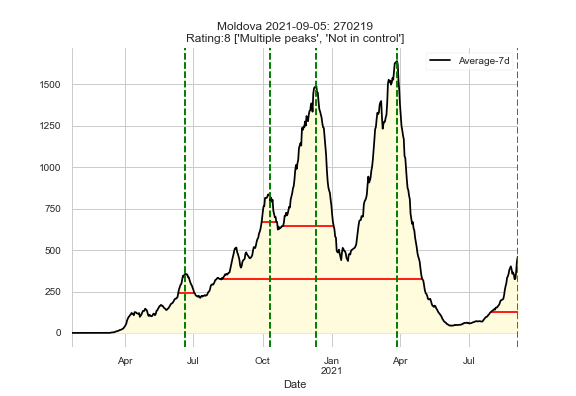 Moldova 2021-09-05: 270219
Rating:8 ['Multiple peaks', 'Not in control']
Average-7d
1500
1250
1000
750
500
250
0
Apr
Jul
Oct
Jan
2021
Apr
Jul
Date